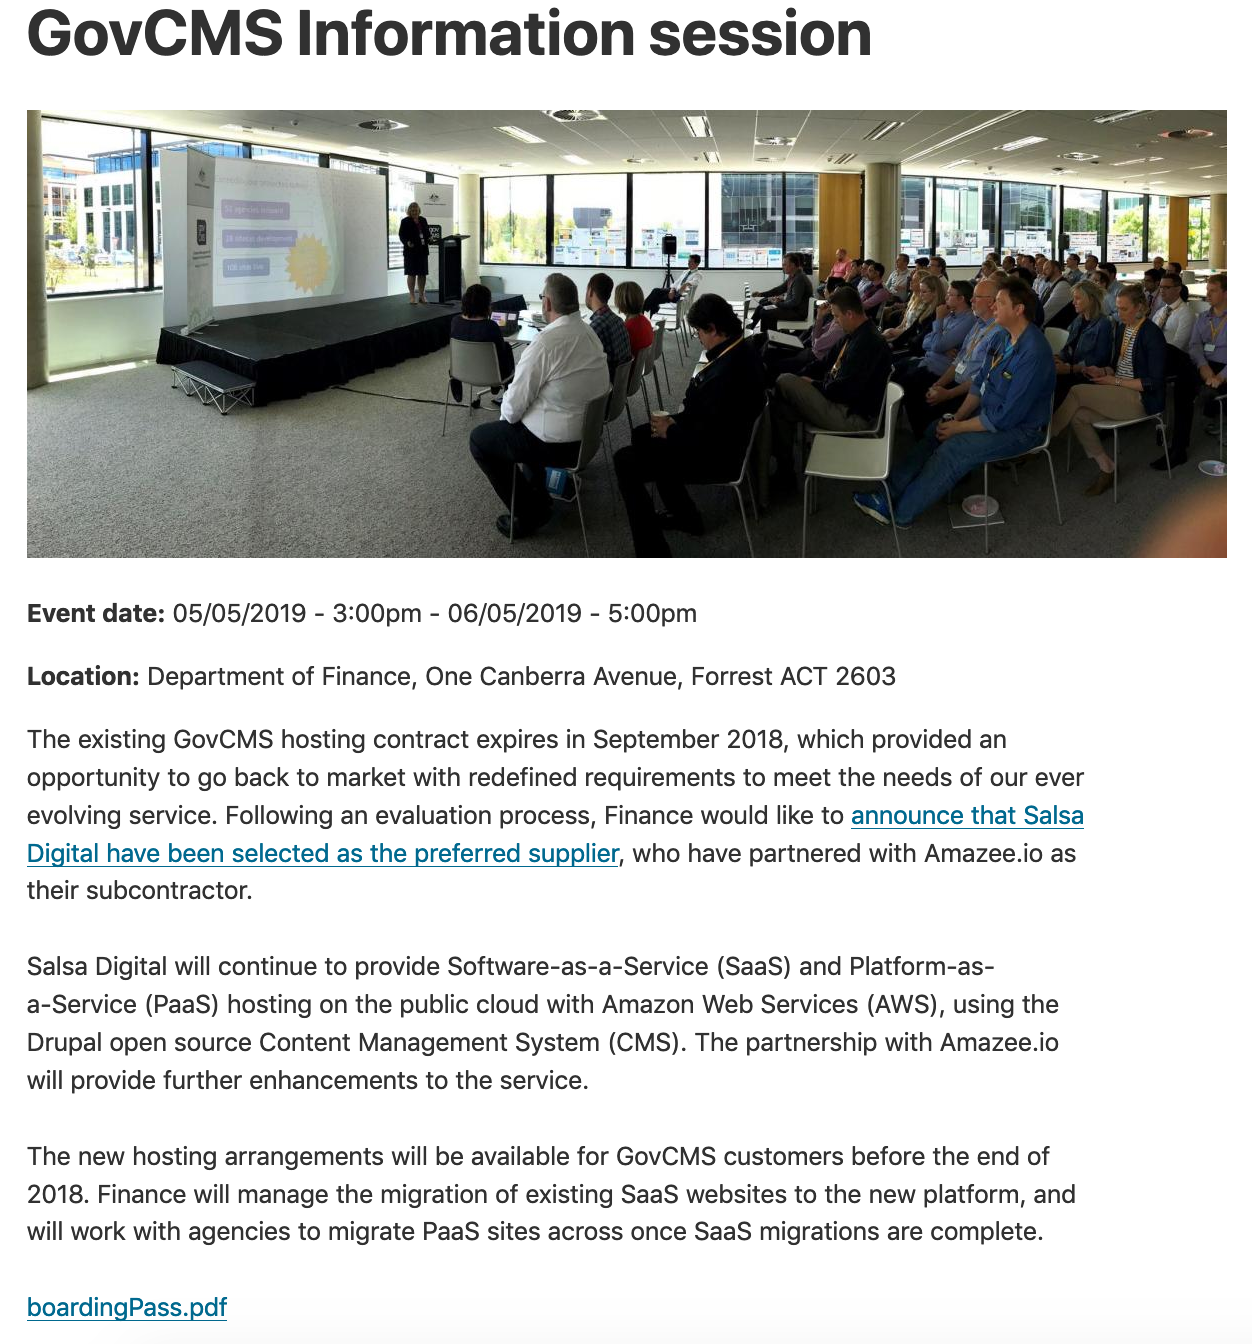 GovCMS Information session
gov
CMS
Event date: 05/05/2019 - 3:00pm - 06/05/2019 - 5:00pm
Location: Department of Finance, One Canberra Avenue, Forrest ACT 2603
The existing GovCMS hosting contract expires in September 2018, which provided an
opportunity to go back to market with redefined requirements to meet the needs of our ever
evolving service. Following an evaluation process, Finance would like to announce that Salsa
Digital have been selected as the preferred supplier, who have partnered with Amazee.io as
their subcontractor.
Salsa Digital will continue to provide Software-as-a-Service (SaaS) and Platform-as-
a-Service (PaaS) hosting on the public cloud with Amazon Web Services (AWS), using the
Drupal open source Content Management System (CMS). The partnership with Amazee.io
will provide further enhancements to the service.
The new hosting arrangements will be available for GovCMS customers before the end of
2018. Finance will manage the migration of existing SaaS websites to the new platform, and
will work with agencies to migrate PaaS sites across once SaaS migrations are complete.
boardingPass.pdf